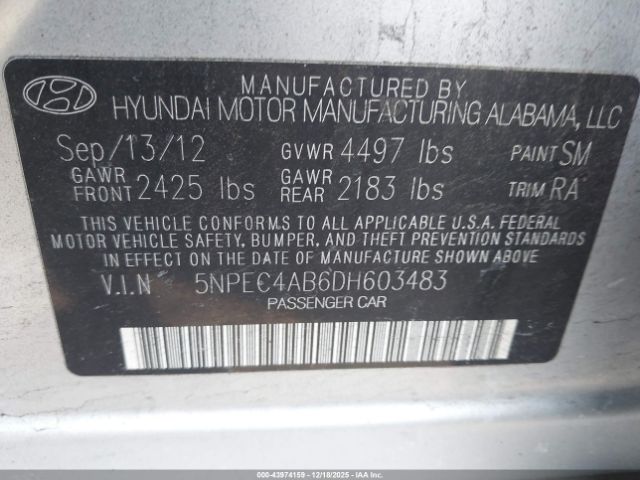 MANUFACTURED BY
HYUNDAI MOTOR MANUFACTURING ALABAMA, LLC
Sep/13/12 GVWR 4497 lbs PAINT SM
GAWR FRONT 2425 lbs GAWR REAR 2183 lbs TRIM RA
THIS VEHICLE CONFORMS TO ALL APPLICABLE U.S.A. FEDERAL
MOTOR VEHICLE SAFETY, BUMPER, AND THEFT PREVENTION STANDARDS
IN EFFECT ON THE DATE OF MANUFACTURE SHOWN ABOVE
V.I.N 5NPEC4AB6DH603483
PASSENGER CAR
000-43974159 - 12/18/2025 - IAAI.COM